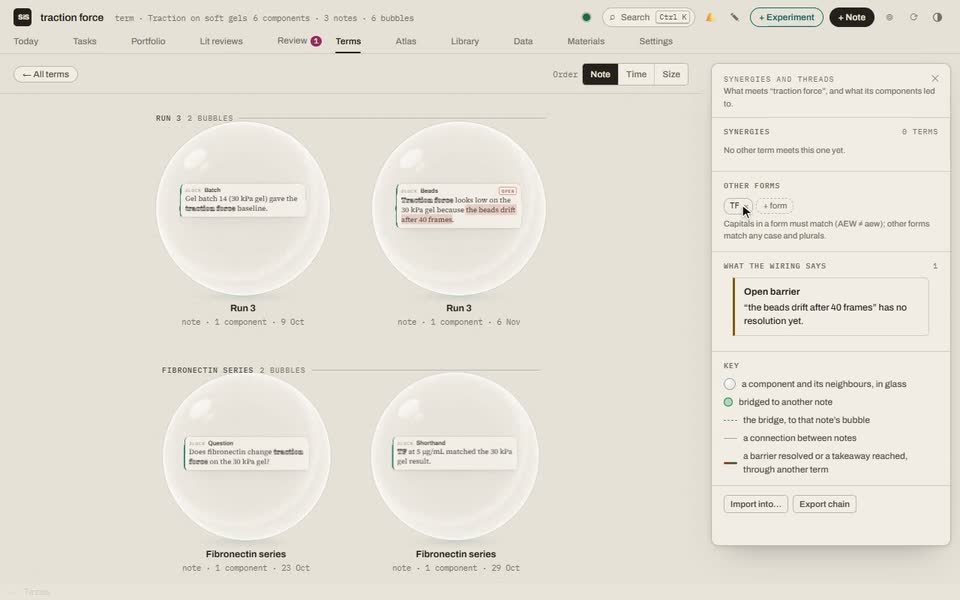 SiS traction force term · Traction on soft gels 6 components · 3 notes · 6 bubbles
Search Ctrl K + Experiment + Note
Today Tasks Portfolio Lit reviews Review 1 Terms Atlas Library Data Materials Settings
← All terms Order Note Time Size
RUN 3 2 BUBBLES
BLOCK Batch
Gel batch 14 (30 kPa gel) gave the
traction force baseline.
BLOCK Beads OPEN
Traction force looks low on the
30 kPa gel because the beads drift
after 40 frames.
Run 3
note · 1 component · 9 Oct
Run 3
note · 1 component · 6 Nov
FIBRONECTIN SERIES 2 BUBBLES
BLOCK Question
Does fibronectin change traction
force on the 30 kPa gel?
BLOCK Shorthand
TF at 5 µg/mL matched the 30 kPa
gel result.
Fibronectin series
note · 1 component · 23 Oct
Fibronectin series
note · 1 component · 29 Oct
SYNERGIES AND THREADS
What meets “traction force”, and what its components led
to.
SYNERGIES 0 TERMS
No other term meets this one yet.
OTHER FORMS
TF × + form
Capitals in a form must match (AEW ≠ aew); other forms
match any case and plurals.
WHAT THE WIRING SAYS 1
Open barrier
“the beads drift after 40 frames” has no
resolution yet.
KEY
a component and its neighbours, in glass
bridged to another note
the bridge, to that note’s bubble
a connection between notes
a barrier resolved or a takeaway reached,
through another term
Import into… Export chain
Terms